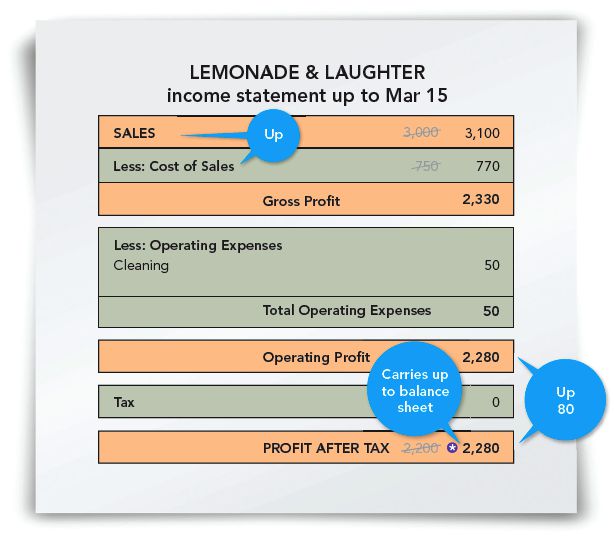 LEMONADE & LAUGHTER
income statement up to Mar 15
SALES 3,000 3,100
Up
Less: Cost of Sales 750 770
Gross Profit 2,330
Less: Operating Expenses
Cleaning 50
Total Operating Expenses 50
Operating Profit 2,280
Carries up
to balance
sheet
Up
80
Tax 0
PROFIT AFTER TAX 2,200 * 2,280